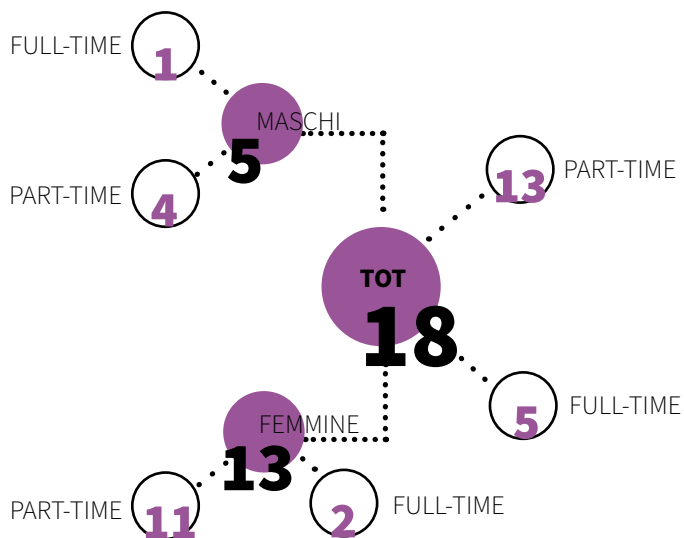 FULL-TIME
1
MASCHI
5
PART-TIME
4
13
PART-TIME
TOT
18
5
FULL-TIME
FEMMINE
13
PART-TIME
11
2
FULL-TIME